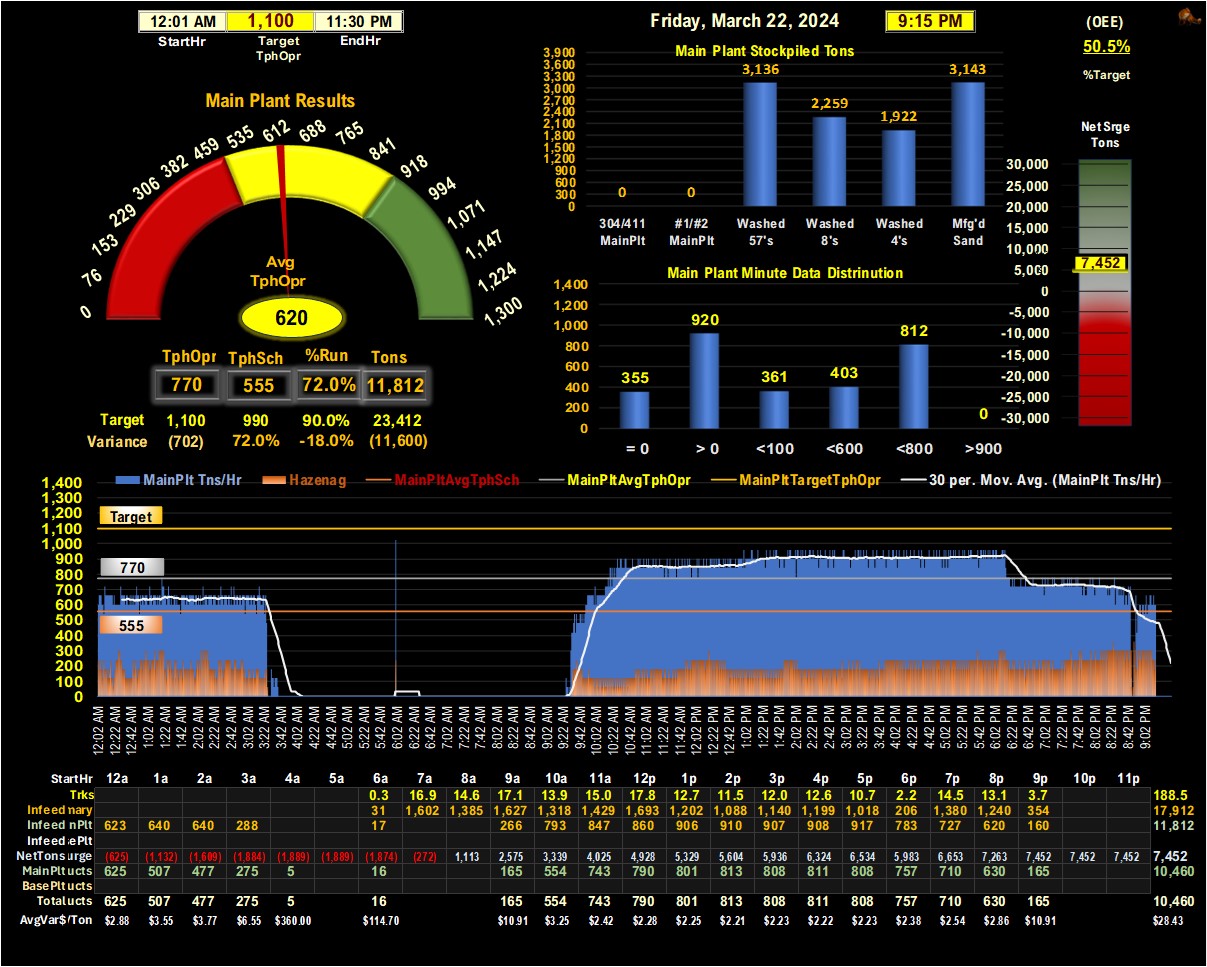 12:01 AM 1,100 11:30 PM
StartHr Target TphOpr EndHr
Friday, March 22, 2024 9:15 PM
(OEE)
50.5%
%Target
Main Plant Results
0 76 153 229 306 382 459 535 612 688 765 841 918 994 1,071 1,147 1,224 1,300
Avg
TphOpr
620
TphOpr TphSch %Run Tons
770 555 72.0% 11,812
Target 1,100 990 90.0% 23,412
Variance (702) 72.0% -18.0% (11,600)
Main Plant Stockpiled Tons
3,900
3,600
3,300
3,000
2,700
2,400
2,100
1,800
1,500
1,200
900
600
300
0
0 0 3,136 2,259 1,922 3,143
304/411 #1/#2 Washed Washed Washed Mfg'd
MainPlt MainPlt 57's 8's 4's Sand
Main Plant Minute Data Distrinution
1,400
1,200
1,000
800
600
400
200
0
355 920 361 403 812 0
= 0 > 0 <100 <600 <800 >900
Net Srge
Tons
30,000
25,000
20,000
15,000
10,000
5,000
0
-5,000
-10,000
-15,000
-20,000
-25,000
-30,000
7,452
MainPlt Tns/Hr Hazenag MainPltAvgTphSch MainPltAvgTphOpr MainPltTargetTphOpr 30 per. Mov. Avg. (MainPlt Tns/Hr)
1,400
1,300
1,200
1,100
1,000
900
800
700
600
500
400
300
200
100
0
Target
770
555
12:02 AM 12:22 AM 12:42 AM 1:02 AM 1:22 AM 1:42 AM 2:02 AM 2:22 AM 2:42 AM 3:02 AM 3:22 AM 3:42 AM 4:02 AM 4:22 AM 4:42 AM 5:02 AM 5:22 AM 5:42 AM 6:02 AM 6:22 AM 6:42 AM 7:02 AM 7:22 AM 7:42 AM 8:02 AM 8:22 AM 8:42 AM 9:02 AM 9:22 AM 9:42 AM 10:02 AM 10:22 AM 10:42 AM 11:02 AM 11:22 AM 11:42 AM 12:02 PM 12:22 PM 12:42 PM 1:02 PM 1:22 PM 1:42 PM 2:02 PM 2:22 PM 2:42 PM 3:02 PM 3:22 PM 3:42 PM 4:02 PM 4:22 PM 4:42 PM 5:02 PM 5:22 PM 5:42 PM 6:02 PM 6:22 PM 6:42 PM 7:02 PM 7:22 PM 7:42 PM 8:02 PM 8:22 PM 8:42 PM 9:02 PM
StartHr 12a 1a 2a 3a 4a 5a 6a 7a 8a 9a 10a 11a 12p 1p 2p 3p 4p 5p 6p 7p 8p 9p 10p 11p
Trks 0.3 16.9 14.6 17.1 13.9 15.0 17.8 12.7 11.5 12.0 12.6 10.7 2.2 14.5 13.1 3.7 188.5
Infeed nary 31 1,602 1,385 1,627 1,318 1,429 1,693 1,202 1,088 1,140 1,199 1,018 206 1,380 1,240 354 17,912
Infeed nPlt 623 640 640 288 17 266 793 847 860 906 910 907 908 917 783 727 620 160 11,812
Infeed ePlt
NetTons urge (625) (1,132) (1,609) (1,884) (1,889) (1,889) (1,874) (272) 1,113 2,575 3,339 4,025 4,928 5,329 5,604 5,936 6,324 6,534 5,983 6,653 7,263 7,452 7,452 7,452 7,452
MainPlt ucts 625 507 477 275 5 16 165 554 743 790 801 813 808 811 808 757 710 630 165 10,460
BasePlt ucts
Total ucts 625 507 477 275 5 16 165 554 743 790 801 813 808 811 808 757 710 630 165 10,460
AvgVar$/Ton $2.88 $3.55 $3.77 $6.55 $360.00 $114.70 $10.91 $3.25 $2.42 $2.28 $2.25 $2.21 $2.23 $2.22 $2.23 $2.38 $2.54 $2.86 $10.91 $28.43